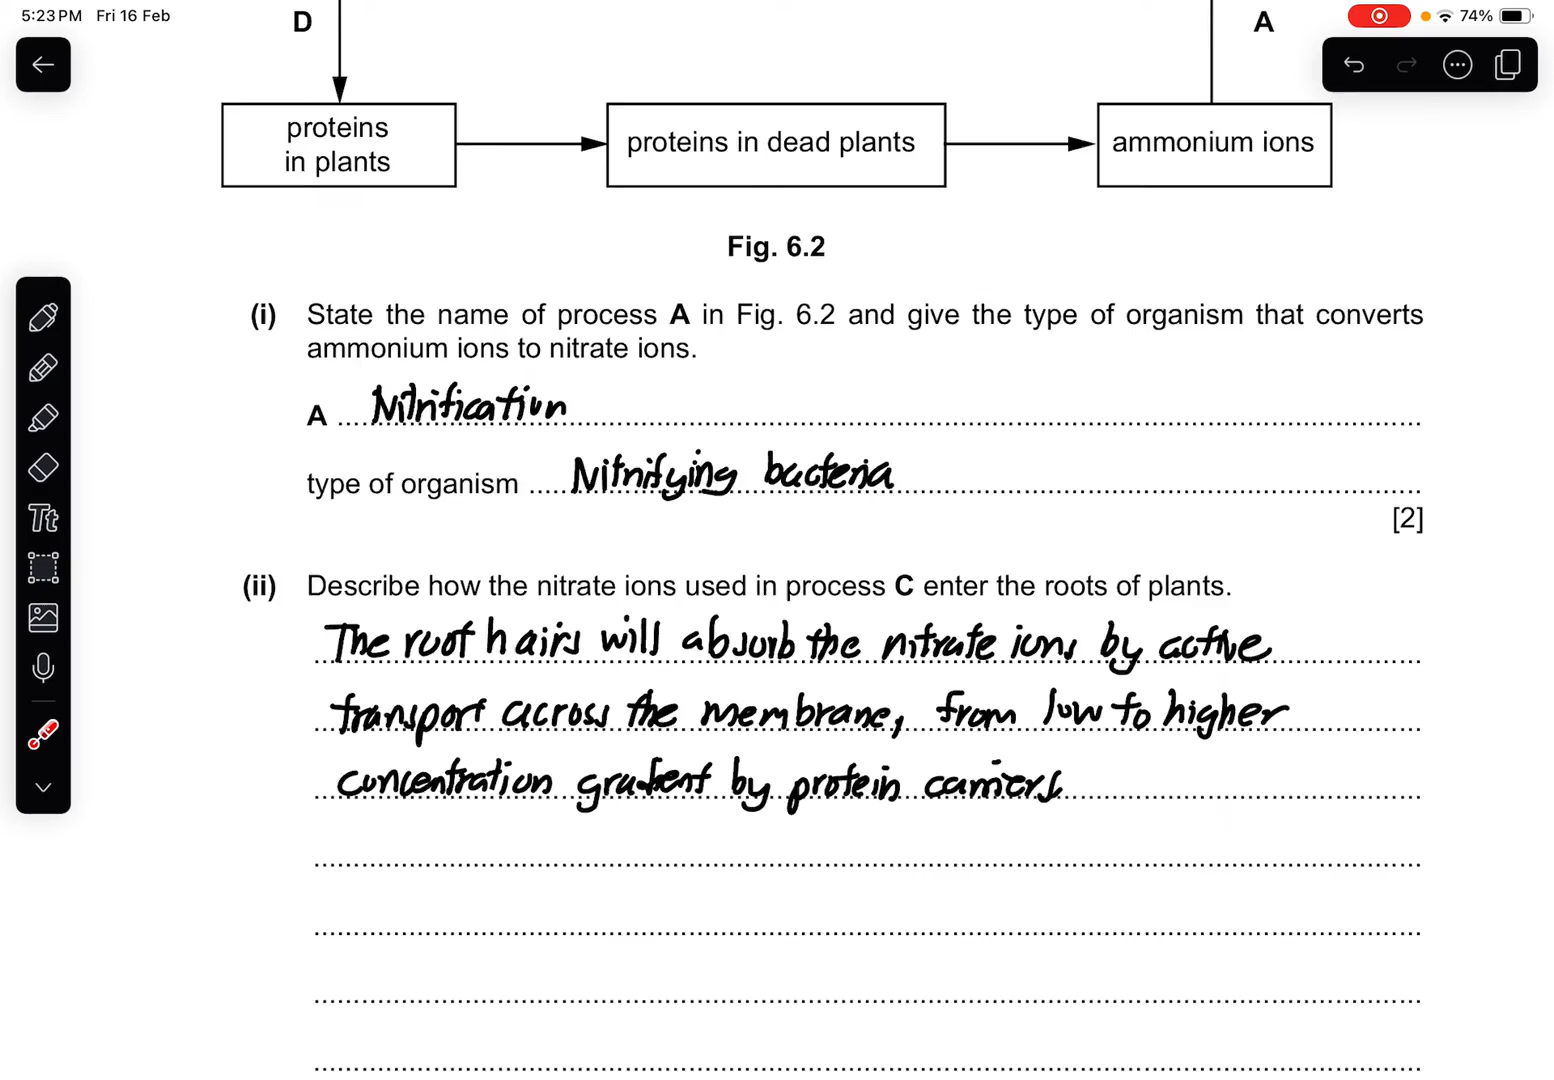 5:23 PM Fri 16 Feb
74%
D
A
proteins
in plants
proteins in dead plants
ammonium ions
Fig. 6.2
(i) State the name of process A in Fig. 6.2 and give the type of organism that converts
ammonium ions to nitrate ions.
A Nitrification
type of organism Nitrifying bacteria
[2]
(ii) Describe how the nitrate ions used in process C enter the roots of plants.
The root hairs will absorb the nitrate ions by active
transport across the membrane, from low to higher
concentration gradient by protein carriers
Tt